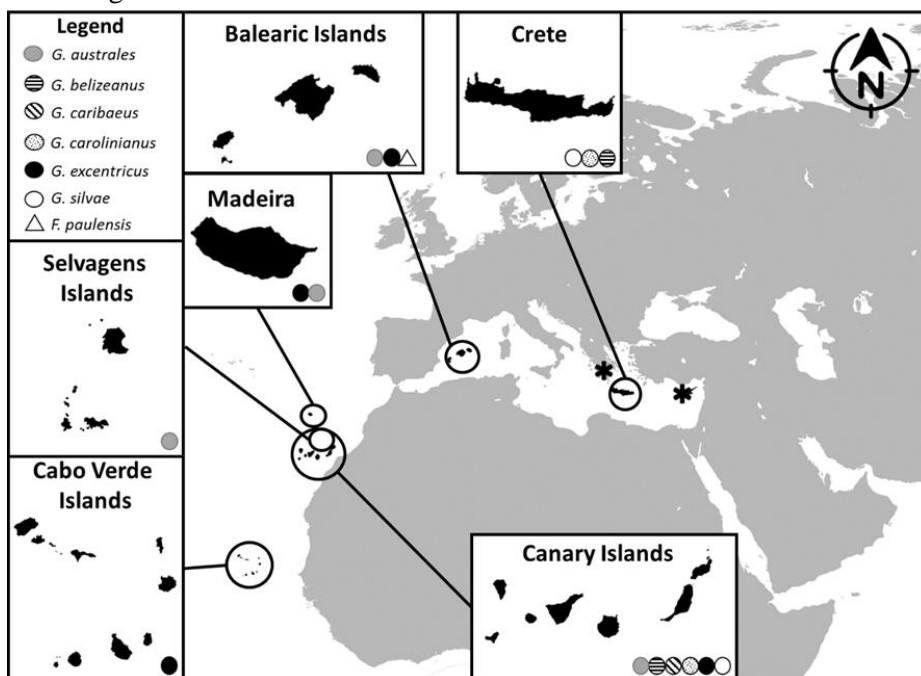 Legend
G. australes
G. belizeanus
G. caribaeus
G. carolinianus
G. excentricus
G. silvae
F. paulensis
Balearic Islands
Crete
N
Madeira
Selvagens
Islands
Cabo Verde
Islands
Canary Islands